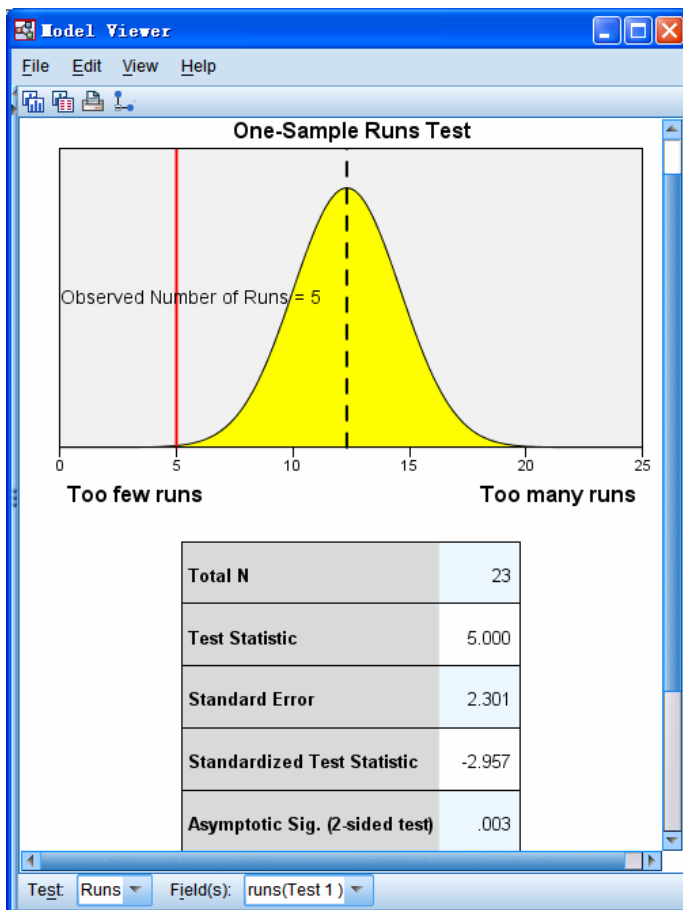 Model Viewer
File Edit View Help
One-Sample Runs Test
Observed Number of Runs = 5
0 5 10 15 20 25
Too few runs Too many runs
Total N 23
Test Statistic 5.000
Standard Error 2.301
Standardized Test Statistic -2.957
Asymptotic Sig. (2-sided test) .003
Test: Runs Field(s): runs(Test 1 )